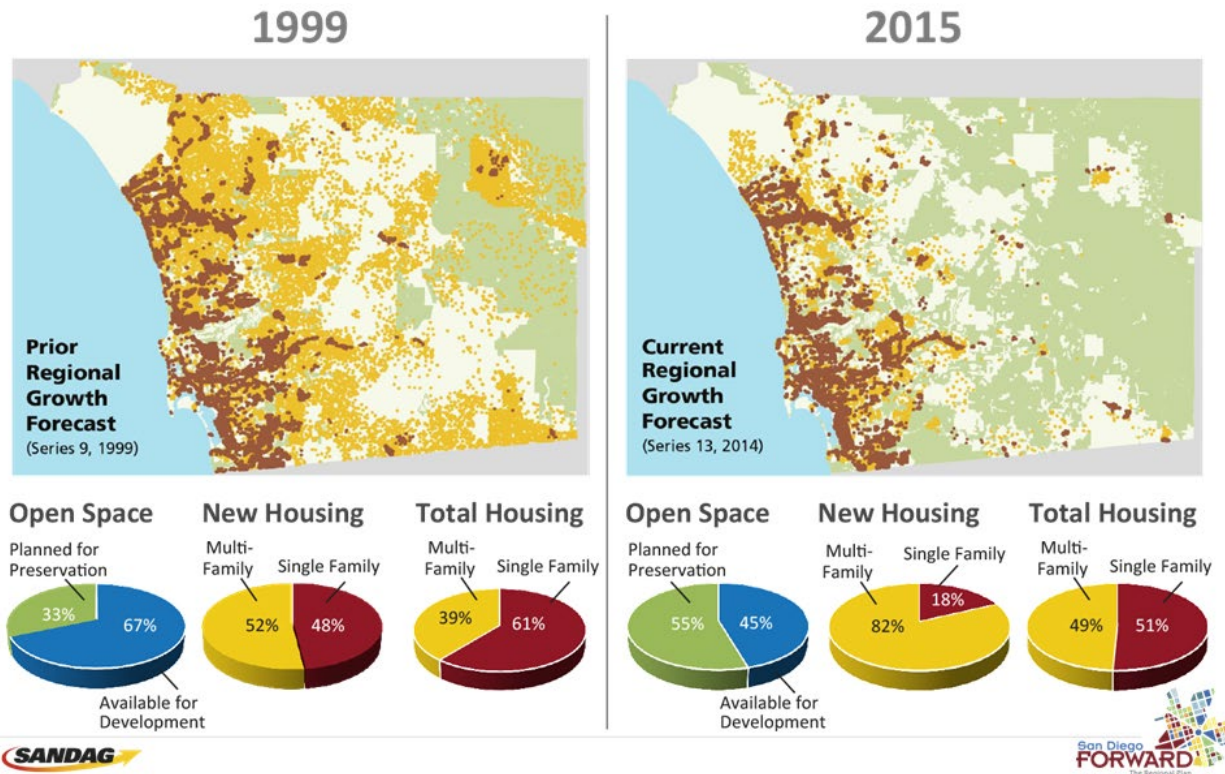 1999
Prior
Regional
Growth
Forecast
(Series 9, 1999)
Open Space
Planned for
Preservation
33%
67%
Available for
Development
New Housing
Multi-
Family
Single Family
52%
48%
Total Housing
Multi-
Family
Single Family
39%
61%
2015
Current
Regional
Growth
Forecast
(Series 13, 2014)
Open Space
Planned for
Preservation
55%
45%
Available for
Development
New Housing
Multi-
Family
Single Family
18%
82%
Total Housing
Multi-
Family
Single Family
49%
51%
SANDAG
San Diego
FORWARD
The Regional Plan